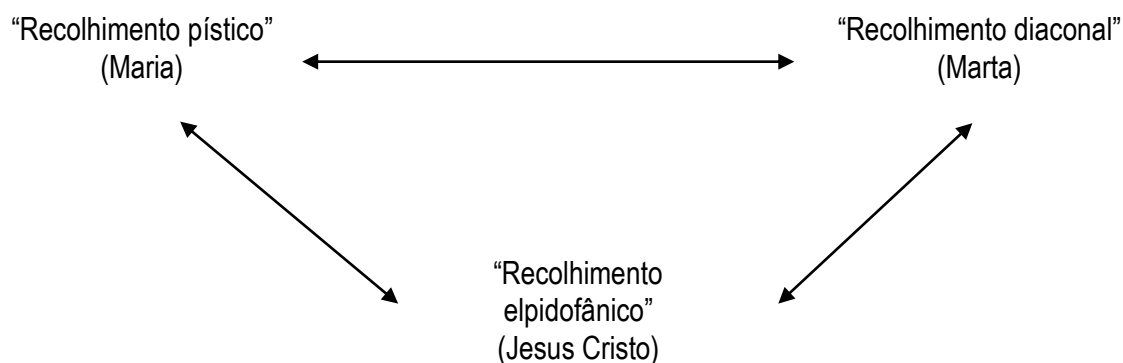 “Recolhimento pístico”
(Maria)
“Recolhimento diaconal”
(Marta)
“Recolhimento
elpidofânico”
(Jesus Cristo)